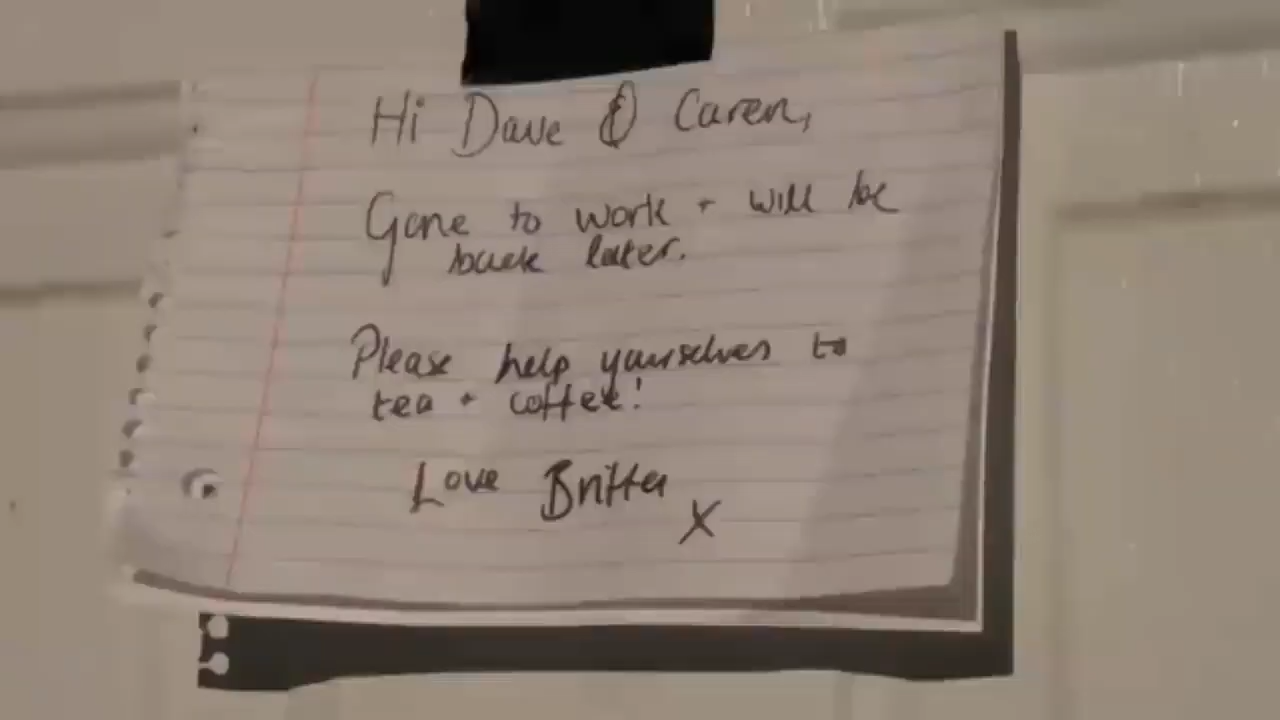 Hi Dave & Caren,
Gone to work + will be
back later.
Please help yourselves to
tea + coffee!
Love Britta
X